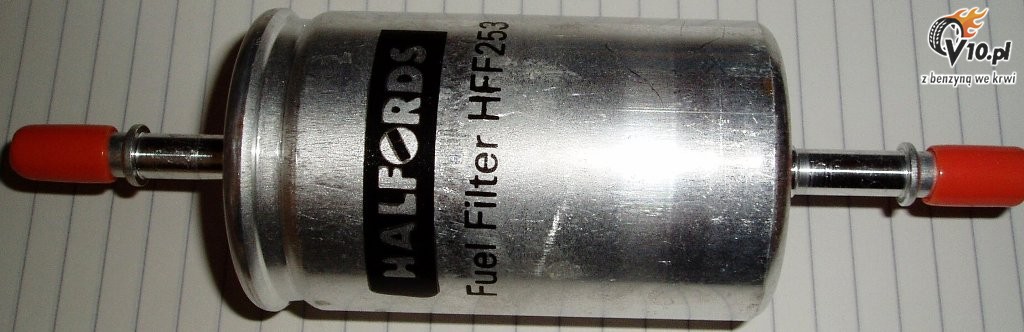 HALFORDS
Fuel Filter HFF253
V10.pl
z benzyną we krwi